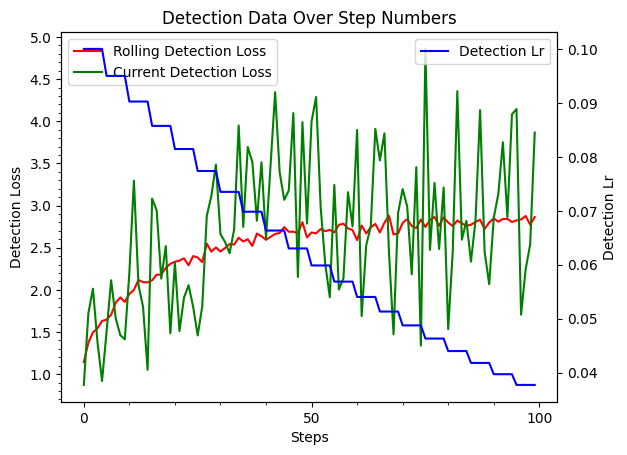 Detection Data Over Step Numbers
Rolling Detection Loss
Current Detection Loss
Detection Lr
5.0
4.5
4.0
3.5
3.0
2.5
2.0
1.5
1.0
Detection Loss
0.10
0.09
0.08
0.07
0.06
0.05
0.04
Detection Lr
0
50
100
Steps